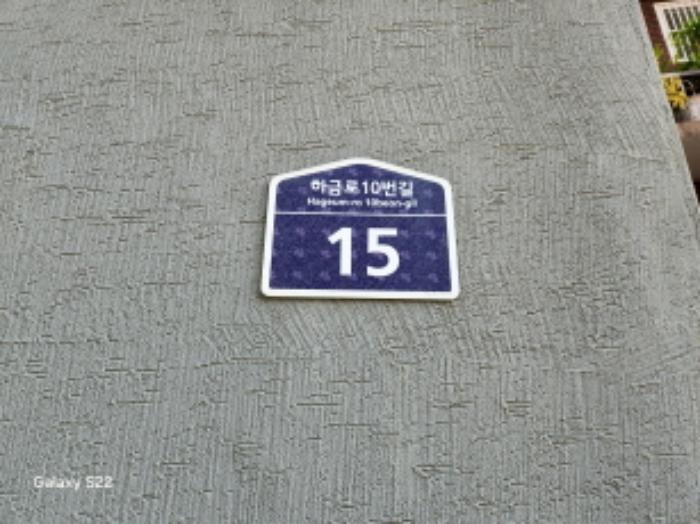 하금로10번길
Hageum-ro 10beon-gil
15
Galaxy S22